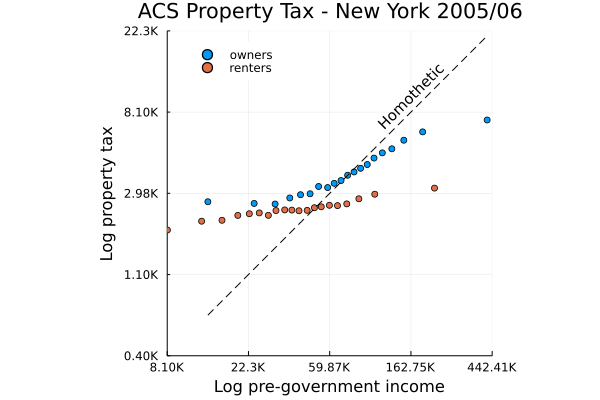 ACS Property Tax - New York 2005/06
22.3K
owners
renters
Homothetic
8.10K
2.98K
1.10K
0.40K
Log property tax
8.10K 22.3K 59.87K 162.75K 442.41K
Log pre-government income